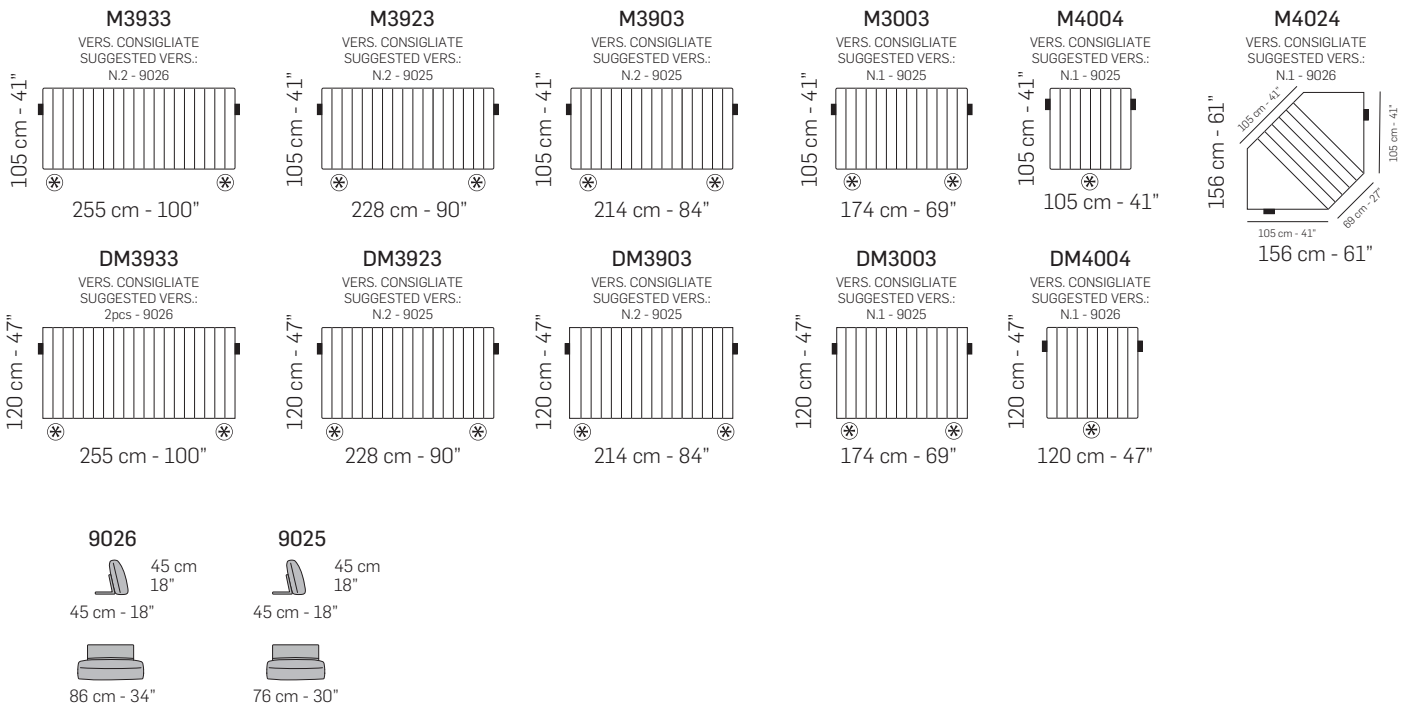 M3933
VERS. CONSIGLIATE
SUGGESTED VERS.:
N.2 - 9026
105 cm - 41"
255 cm - 100"
M3923
VERS. CONSIGLIATE
SUGGESTED VERS.:
N.2 - 9025
105 cm - 41"
228 cm - 90"
M3903
VERS. CONSIGLIATE
SUGGESTED VERS.:
N.2 - 9025
105 cm - 41"
214 cm - 84"
M3003
VERS. CONSIGLIATE
SUGGESTED VERS.:
N.1 - 9025
105 cm - 41"
174 cm - 69"
M4004
VERS. CONSIGLIATE
SUGGESTED VERS.:
N.1 - 9025
105 cm - 41"
105 cm - 41"
M4024
VERS. CONSIGLIATE
SUGGESTED VERS.:
N.1 - 9026
156 cm - 61"
105 cm - 41"
105 cm - 41"
69 cm - 27"
105 cm - 41"
156 cm - 61"
DM3933
VERS. CONSIGLIATE
SUGGESTED VERS.:
2pcs - 9026
120 cm - 47"
255 cm - 100"
DM3923
VERS. CONSIGLIATE
SUGGESTED VERS.:
N.2 - 9025
120 cm - 47"
228 cm - 90"
DM3903
VERS. CONSIGLIATE
SUGGESTED VERS.:
N.2 - 9025
120 cm - 47"
214 cm - 84"
DM3003
VERS. CONSIGLIATE
SUGGESTED VERS.:
N.1 - 9025
120 cm - 47"
174 cm - 69"
DM4004
VERS. CONSIGLIATE
SUGGESTED VERS.:
N.1 - 9026
120 cm - 47"
120 cm - 47"
9026
45 cm
18"
45 cm - 18"
86 cm - 34"
9025
45 cm
18"
45 cm - 18"
76 cm - 30"